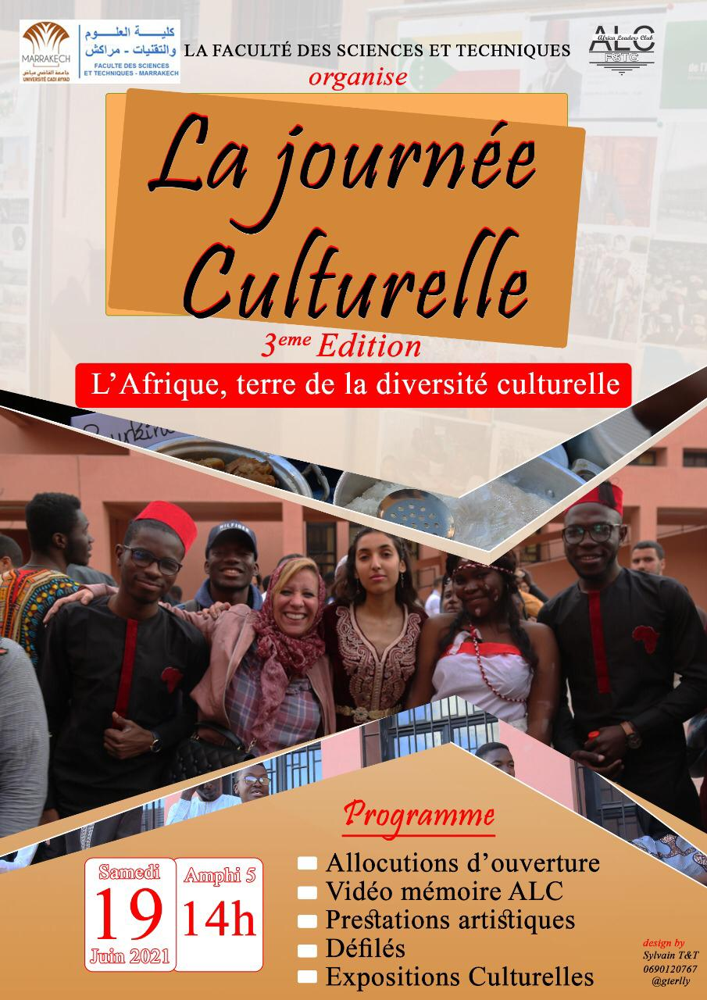 كلية العلوم
والتقنيات - مراكش
FACULTE DES SCIENCES
ET TECHNIQUES - MARRAKECH
MARRAKECH
جامعة القاضي عياض
UNIVERSITÉ CADI AYYAD
LA FACULTÉ DES SCIENCES ET TECHNIQUES
organise
ALC
Africa Leaders Club
FSTG
La journée
Culturelle
3eme Edition
L'Afrique, terre de la diversité culturelle
HILFIGER
Programme
Samedi
19
Juin 2021
Amphi 5
14h
Allocutions d'ouverture
Vidéo mémoire ALC
Prestations artistiques
Défilés
Expositions Culturelles
design by
Sylvain T&T
0690120767
@gterlly